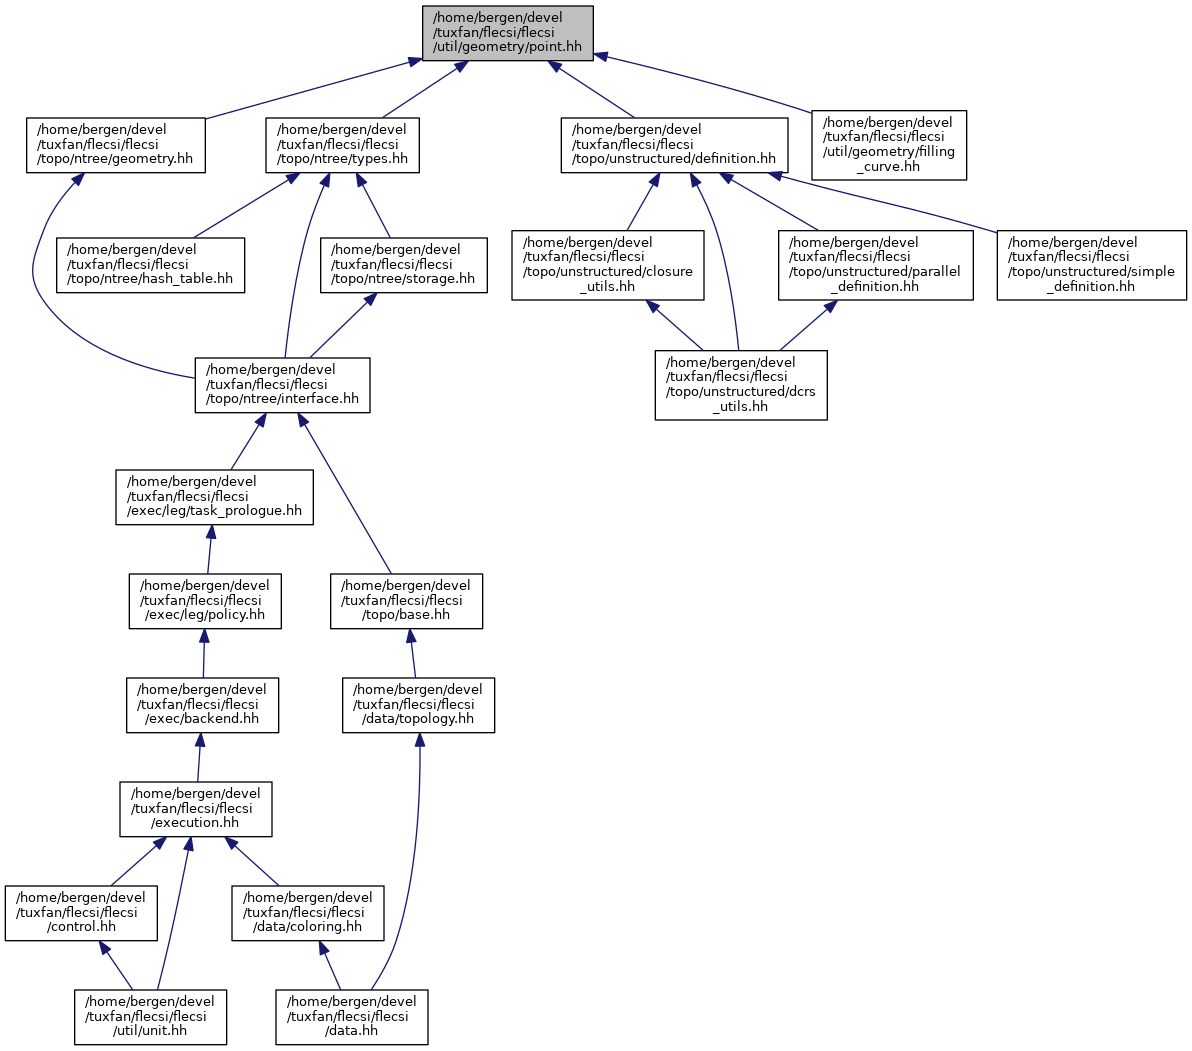 /home/bergen/devel
/tuxfan/flecsi/flecsi
/util/geometry/point.hh
/home/bergen/devel
/tuxfan/flecsi/flecsi
/topo/ntree/geometry.hh
/home/bergen/devel
/tuxfan/flecsi/flecsi
/topo/ntree/types.hh
/home/bergen/devel
/tuxfan/flecsi/flecsi
/topo/unstructured/definition.hh
/home/bergen/devel
/tuxfan/flecsi/flecsi
/util/geometry/filling
_curve.hh
/home/bergen/devel
/tuxfan/flecsi/flecsi
/topo/ntree/hash_table.hh
/home/bergen/devel
/tuxfan/flecsi/flecsi
/topo/ntree/storage.hh
/home/bergen/devel
/tuxfan/flecsi/flecsi
/topo/unstructured/closure
_utils.hh
/home/bergen/devel
/tuxfan/flecsi/flecsi
/topo/unstructured/parallel
_definition.hh
/home/bergen/devel
/tuxfan/flecsi/flecsi
/topo/unstructured/simple
_definition.hh
/home/bergen/devel
/tuxfan/flecsi/flecsi
/topo/ntree/interface.hh
/home/bergen/devel
/tuxfan/flecsi/flecsi
/topo/unstructured/dcrs
_utils.hh
/home/bergen/devel
/tuxfan/flecsi/flecsi
/exec/leg/task_prologue.hh
/home/bergen/devel
/tuxfan/flecsi/flecsi
/exec/leg/policy.hh
/home/bergen/devel
/tuxfan/flecsi/flecsi
/topo/base.hh
/home/bergen/devel
/tuxfan/flecsi/flecsi
/exec/backend.hh
/home/bergen/devel
/tuxfan/flecsi/flecsi
/data/topology.hh
/home/bergen/devel
/tuxfan/flecsi/flecsi
/execution.hh
/home/bergen/devel
/tuxfan/flecsi/flecsi
/control.hh
/home/bergen/devel
/tuxfan/flecsi/flecsi
/data/coloring.hh
/home/bergen/devel
/tuxfan/flecsi/flecsi
/util/unit.hh
/home/bergen/devel
/tuxfan/flecsi/flecsi
/data.hh